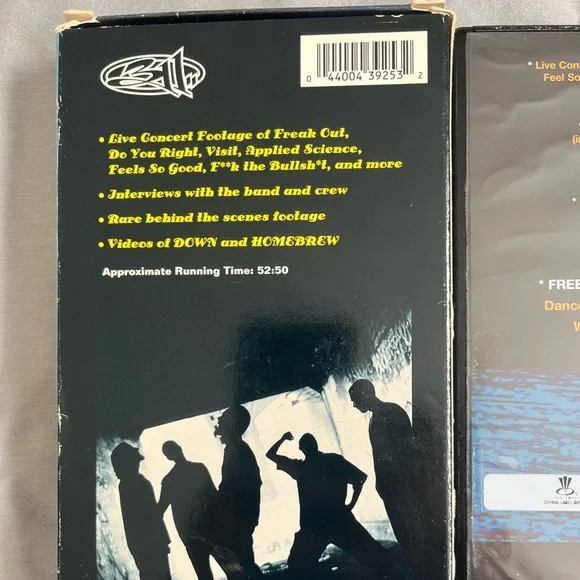 311
0 44004 39253 2
• Live Concert Footage of Freak Out,
Do You Right, Visit, Applied Science,
Feels So Good, F**k the Bullsh*t, and more
• Interviews with the band and crew
• Rare behind the scenes footage
• Videos of DOWN and HOMEBREW
Approximate Running Time: 52:50
* Live Con
Feel So
(in
*
* FREE
Dance
W